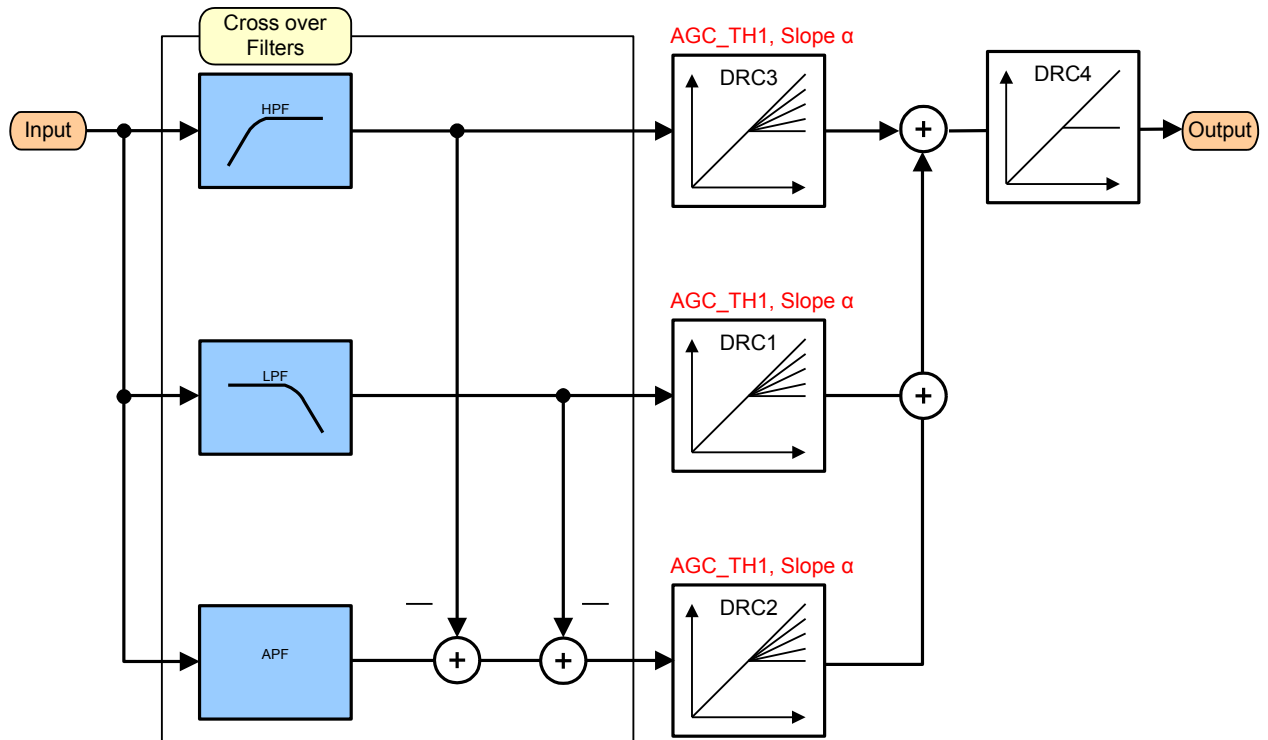 Cross over
Filters
AGC_TH1, Slope α
Input
HPF
DRC3
+
DRC4
Output
AGC_TH1, Slope α
LPF
DRC1
+
AGC_TH1, Slope α
— —
APF
+
+
DRC2